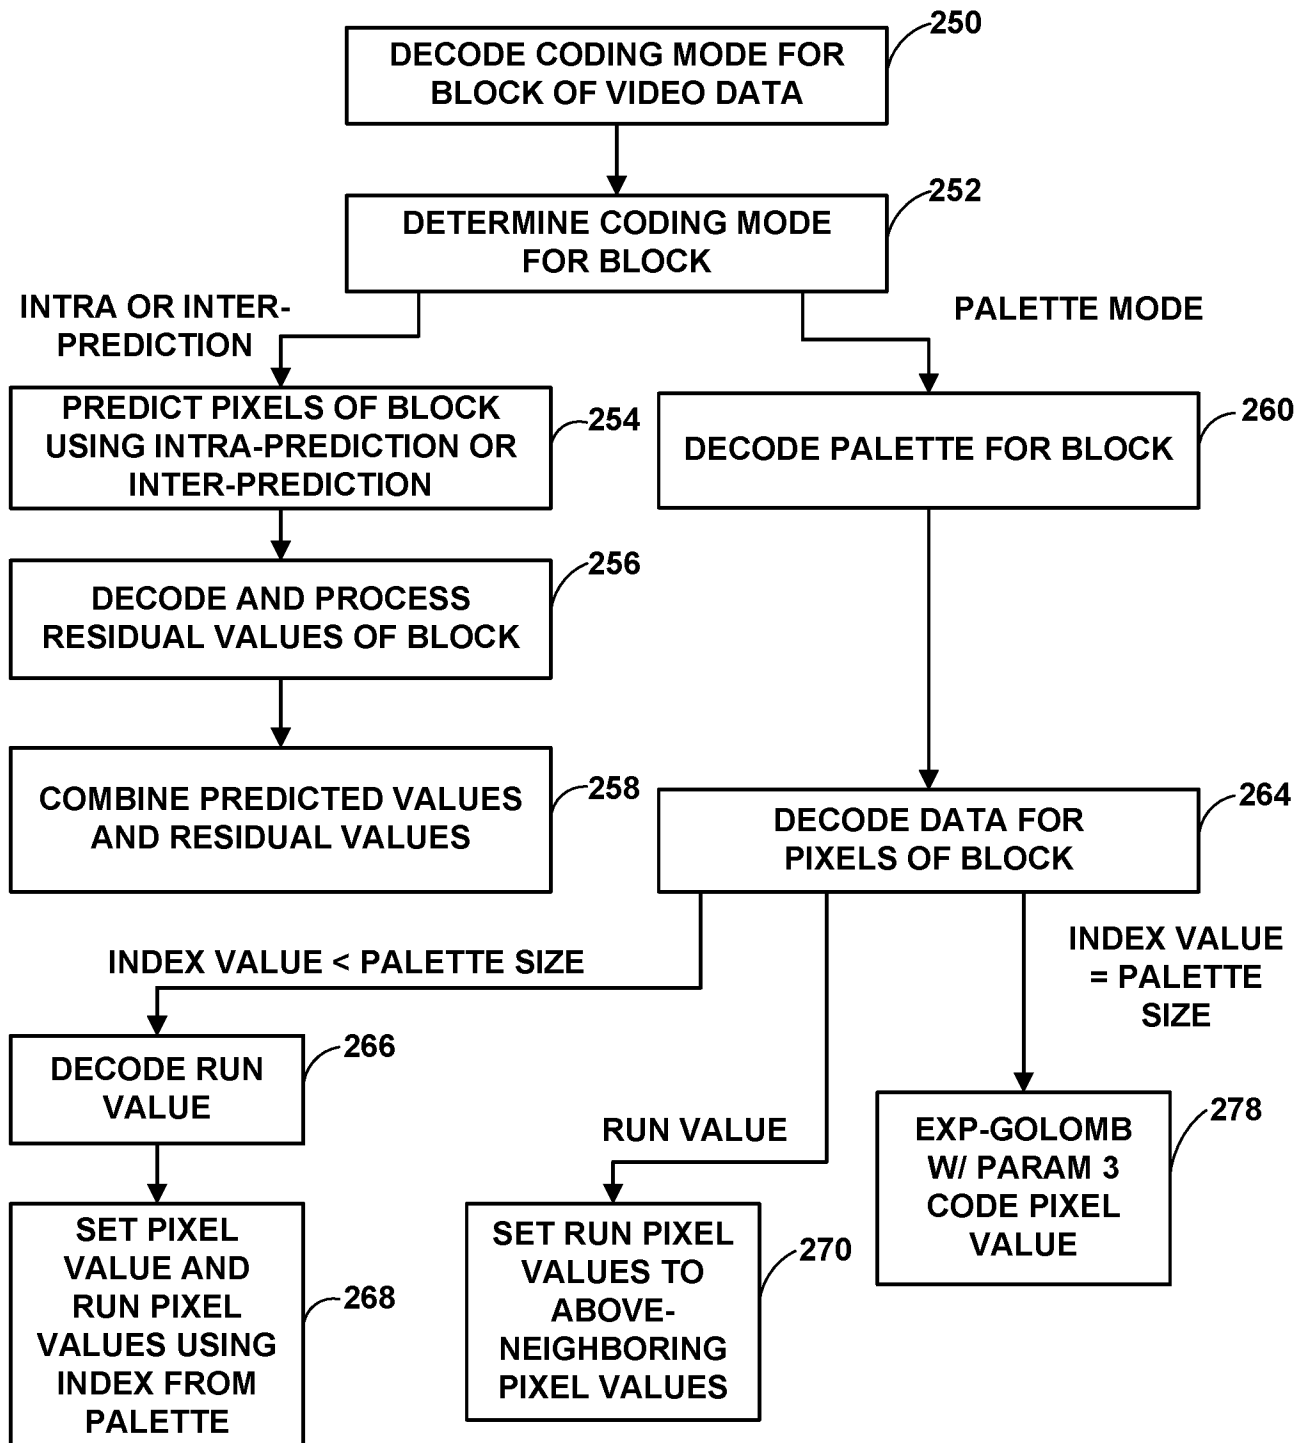 250
DECODE CODING MODE FOR
BLOCK OF VIDEO DATA
252
DETERMINE CODING MODE
FOR BLOCK
INTRA OR INTER-
PREDICTION
PALETTE MODE
PREDICT PIXELS OF BLOCK
USING INTRA-PREDICTION OR
INTER-PREDICTION
254
260
DECODE PALETTE FOR BLOCK
256
DECODE AND PROCESS
RESIDUAL VALUES OF BLOCK
COMBINE PREDICTED VALUES
AND RESIDUAL VALUES
258
264
DECODE DATA FOR
PIXELS OF BLOCK
INDEX VALUE < PALETTE SIZE
INDEX VALUE
= PALETTE
SIZE
266
DECODE RUN
VALUE
RUN VALUE
EXP-GOLOMB
W/ PARAM 3
CODE PIXEL
VALUE
278
SET PIXEL
VALUE AND
RUN PIXEL
VALUES USING
INDEX FROM
PALETTE
268
SET RUN PIXEL
VALUES TO
ABOVE-
NEIGHBORING
PIXEL VALUES
270